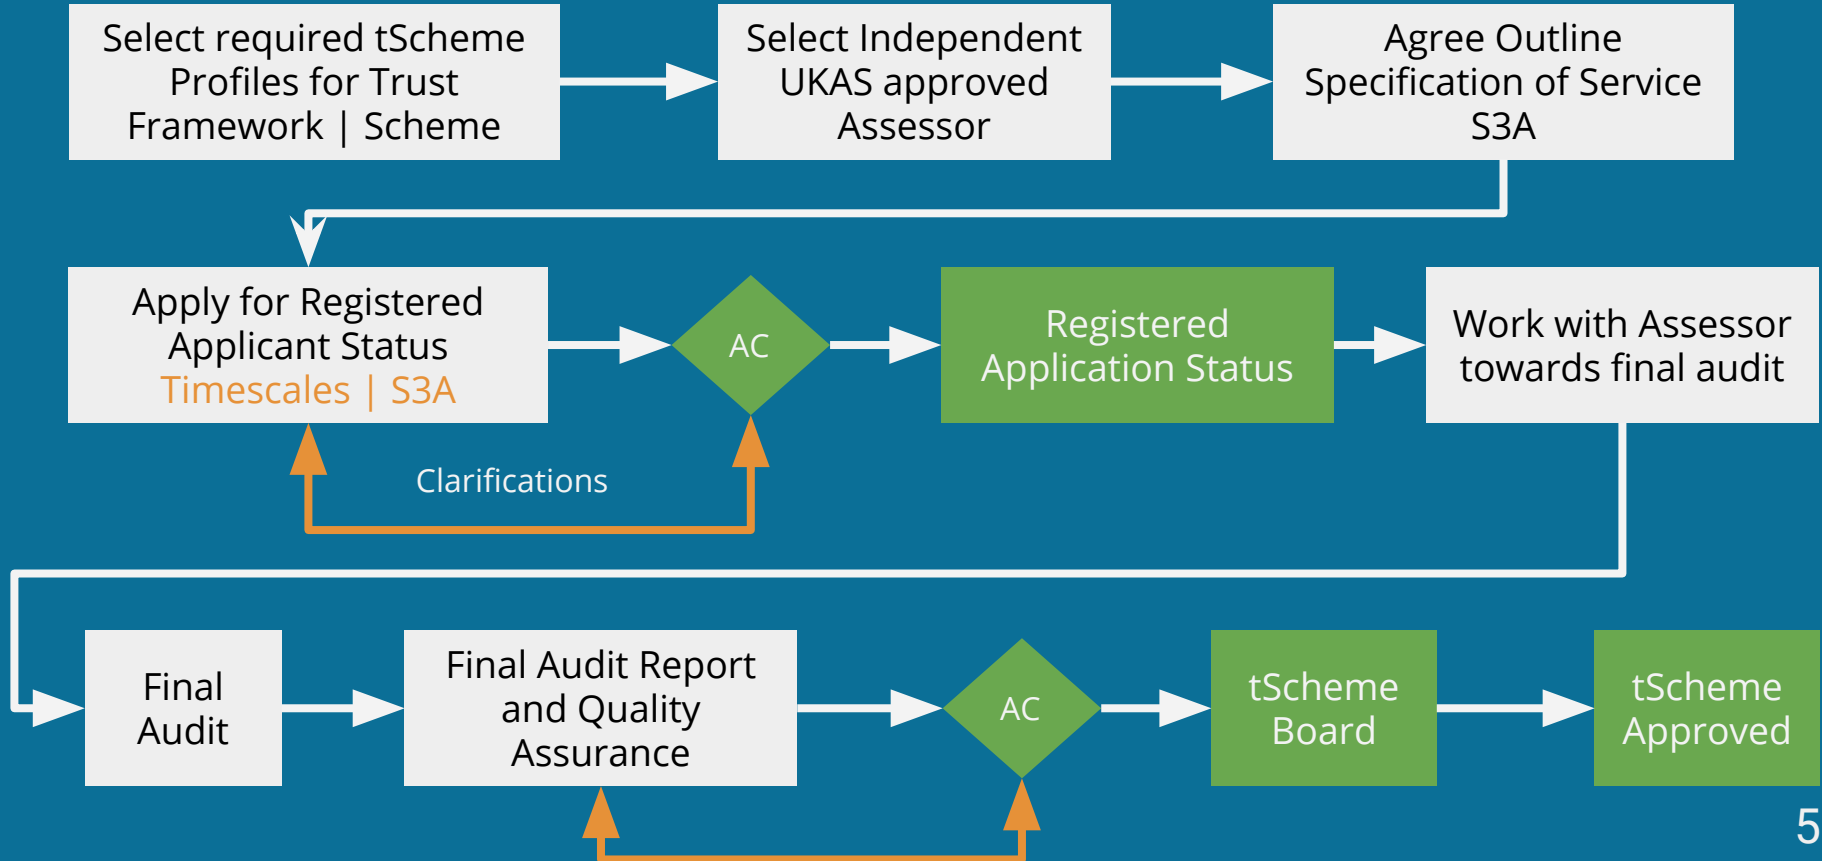 Select required tScheme
Profiles for Trust
Framework | Scheme
Select Independent
UKAS approved
Assessor
Agree Outline
Specification of Service
S3A
Apply for Registered
Applicant Status
Timescales | S3A
AC
Registered
Application Status
Work with Assessor
towards final audit
Clarifications
Final
Audit
Final Audit Report
and Quality
Assurance
AC
tScheme
Board
tScheme
Approved
5